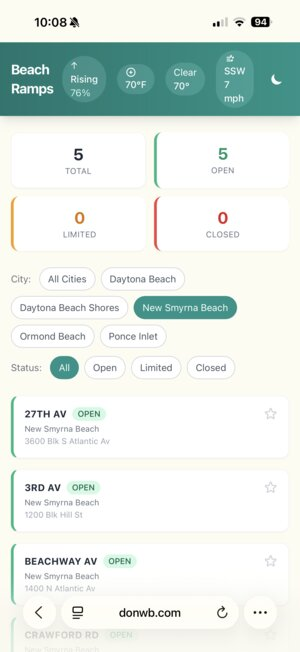 10:08
94
Beach
Ramps
↑
Rising
76%
70°F
Clear
70°
SSW
7
mph
5
TOTAL
5
OPEN
0
LIMITED
0
CLOSED
City: All Cities Daytona Beach
Daytona Beach Shores New Smyrna Beach
Ormond Beach Ponce Inlet
Status: All Open Limited Closed
27TH AV OPEN
New Smyrna Beach
3600 Blk S Atlantic Av
3RD AV OPEN
New Smyrna Beach
1200 Blk Hill St
BEACHWAY AV OPEN
New Smyrna Beach
1400 N Atlantic Av
donwb.com
CRAWFORD RD OPEN
New Smyrna Beach